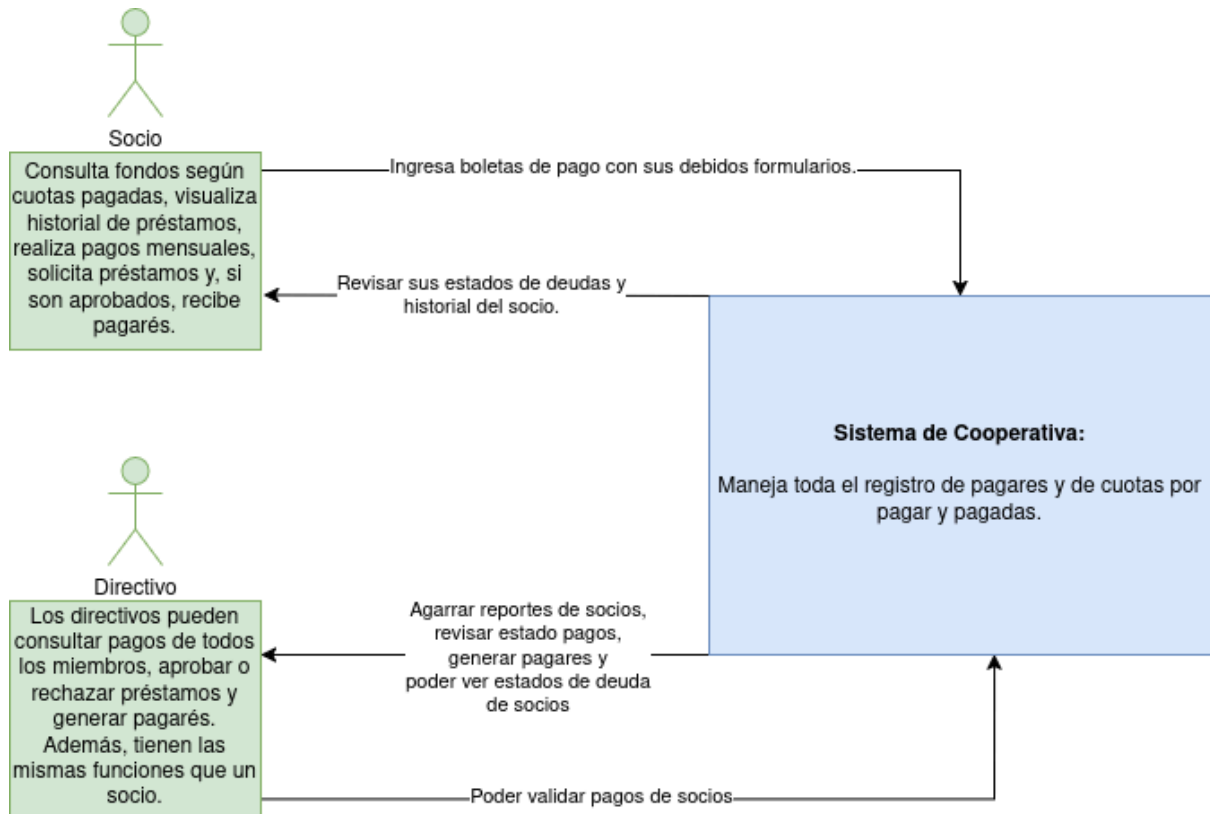 Socio
Consulta fondos según
cuotas pagadas, visualiza
historial de préstamos,
realiza pagos mensuales,
solicita préstamos y, si
son aprobados, recibe
pagarés.
Ingresa boletas de pago con sus debidos formularios.
Revisar sus estados de deudas y
historial del socio.
Sistema de Cooperativa:
Maneja toda el registro de pagares y de cuotas por
pagar y pagadas.
Directivo
Los directivos pueden
consultar pagos de todos
los miembros, aprobar o
rechazar préstamos y
generar pagarés.
Además, tienen las
mismas funciones que un
socio.
Agarrar reportes de socios,
revisar estado pagos,
generar pagares y
poder ver estados de deuda
de socios
Poder validar pagos de socios